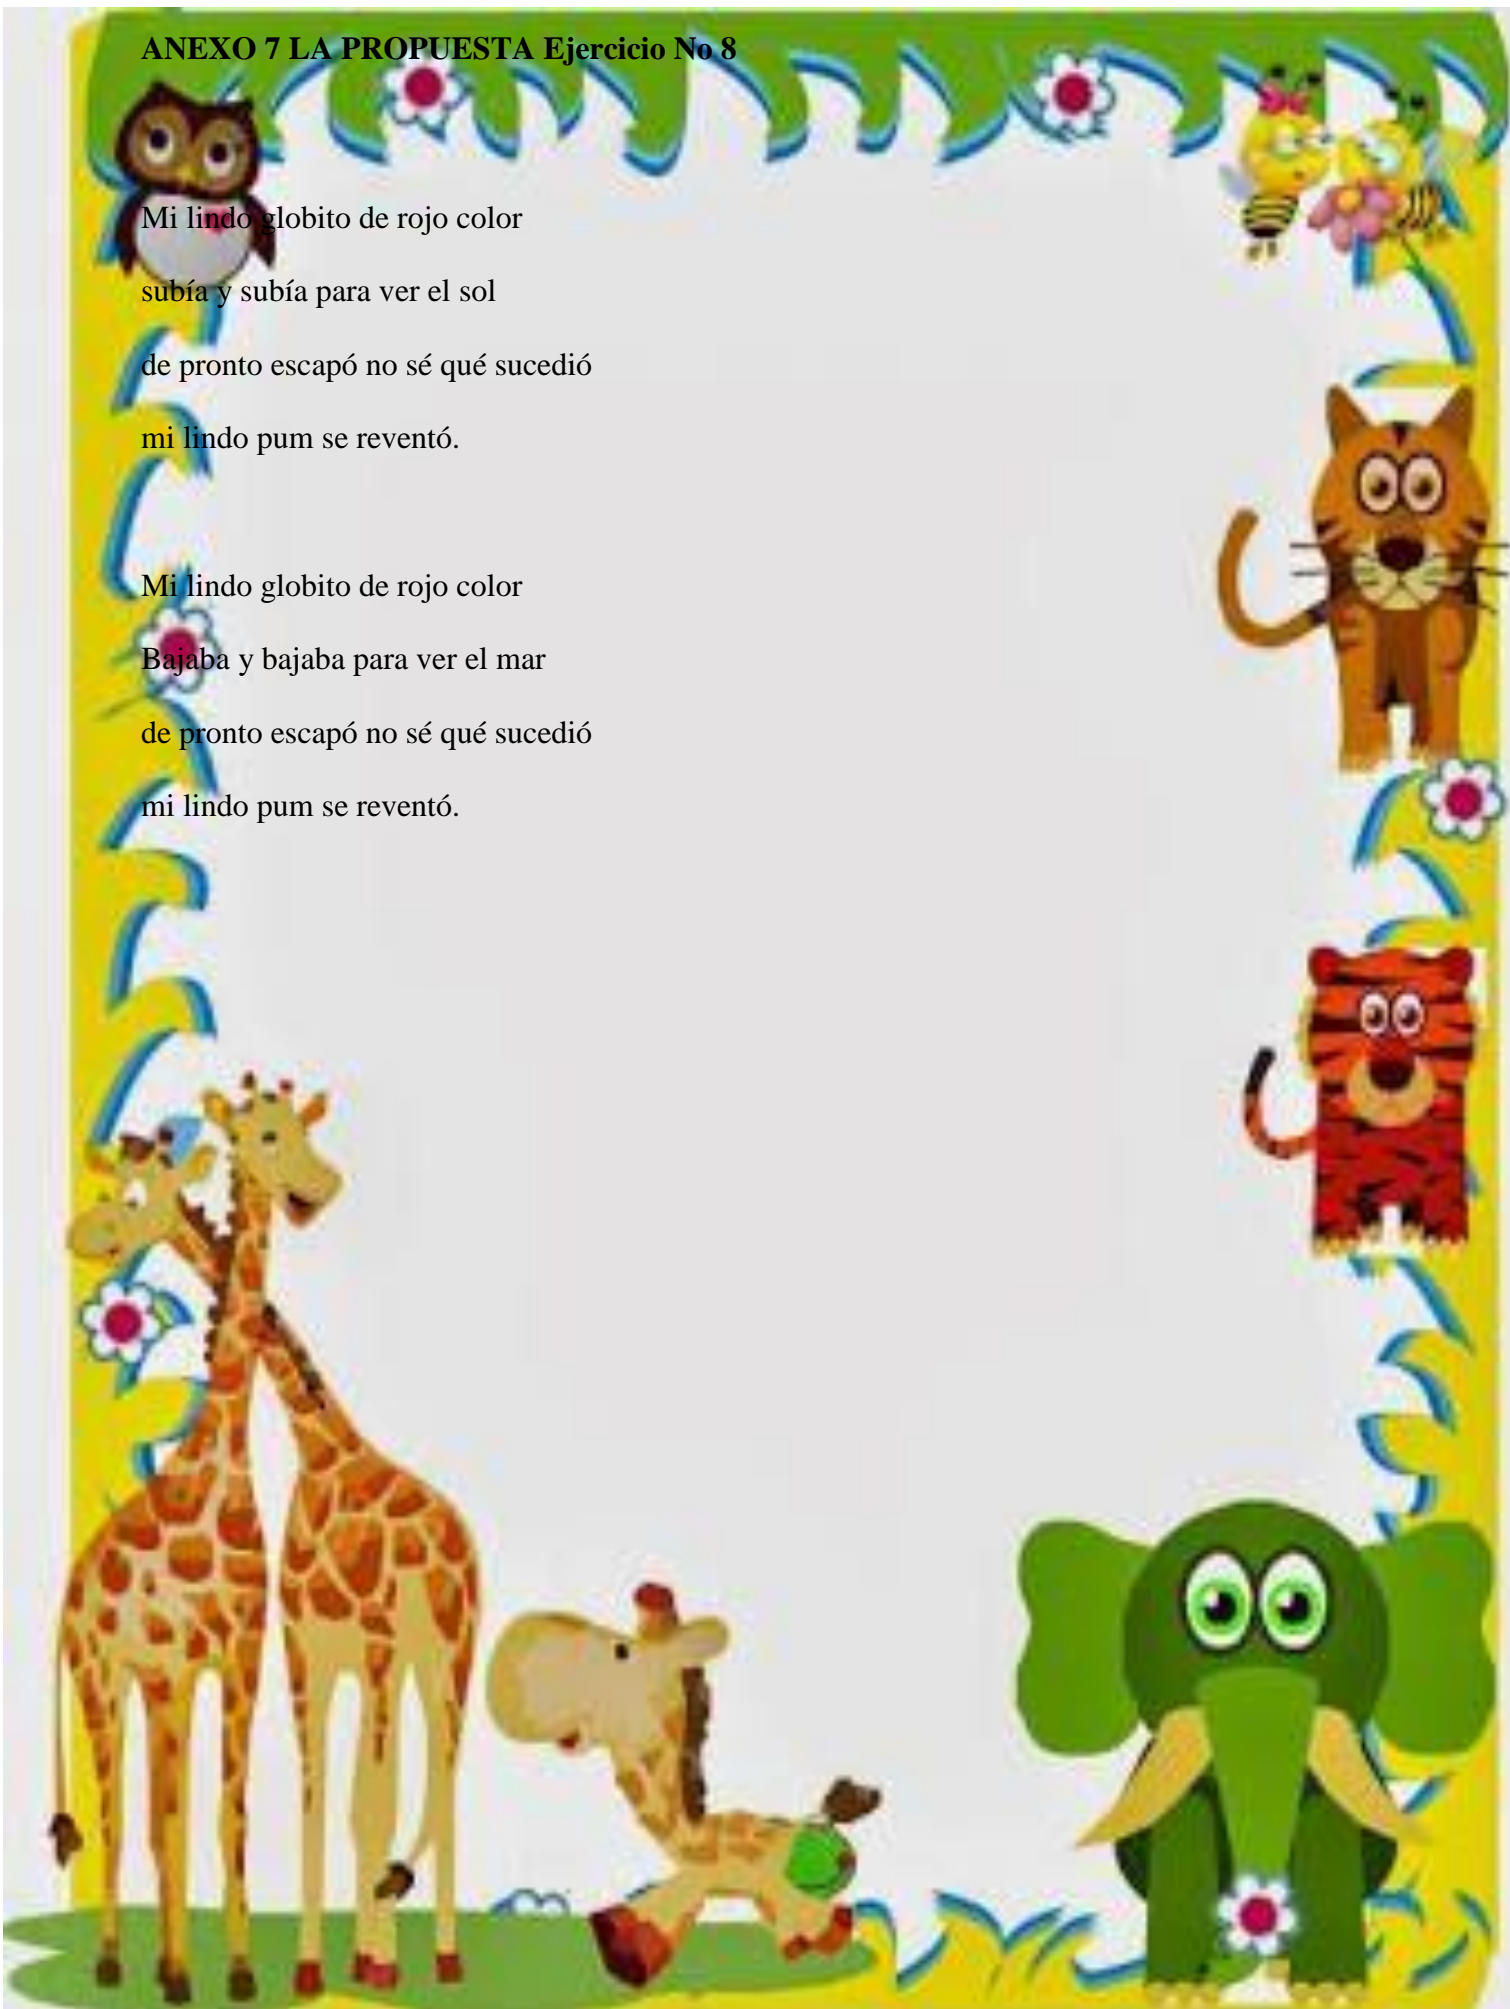 ANEXO 7 LA PROPUESTA Ejercicio No 8
Mi lindo globito de rojo color
subía y subía para ver el sol
de pronto escapó no sé qué sucedió
mi lindo pum se reventó.
Mi lindo globito de rojo color
Bajaba y bajaba para ver el mar
de pronto escapó no sé qué sucedió
mi lindo pum se reventó.